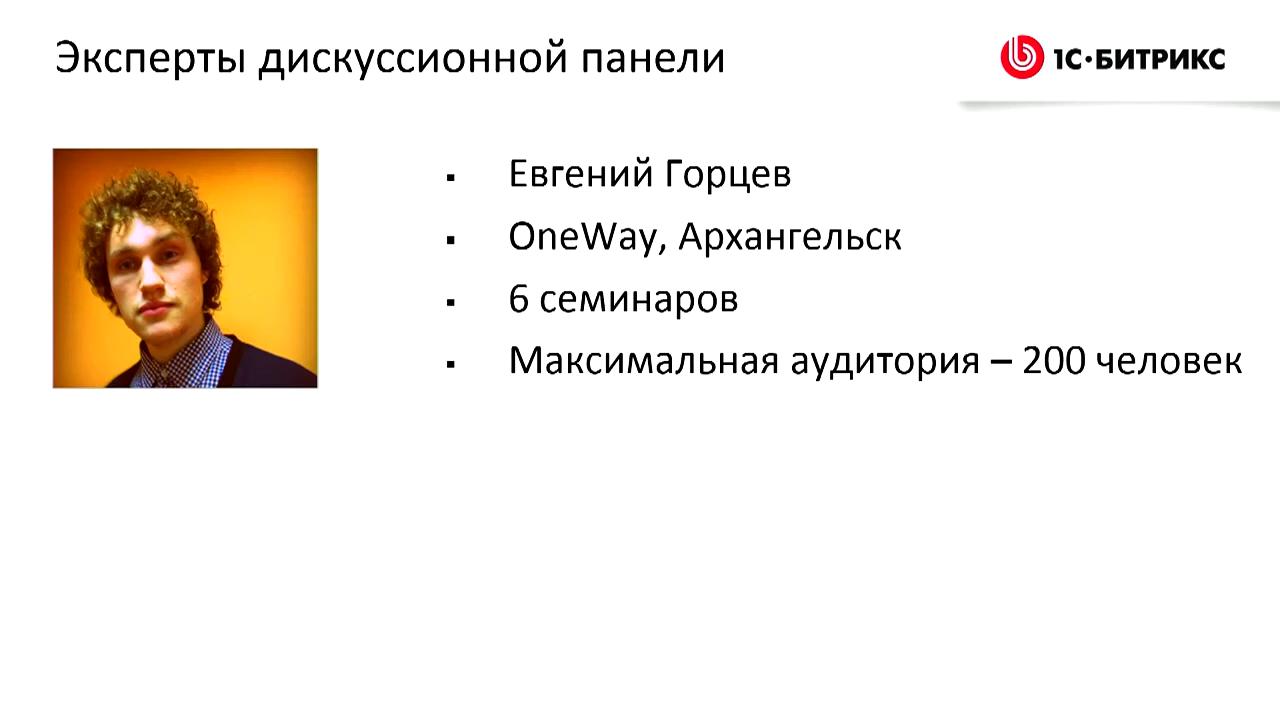 Эксперты дискуссионной панели
1С·БИТРИКС
Евгений Горцев
OneWay, Архангельск
6 семинаров
Максимальная аудитория – 200 человек